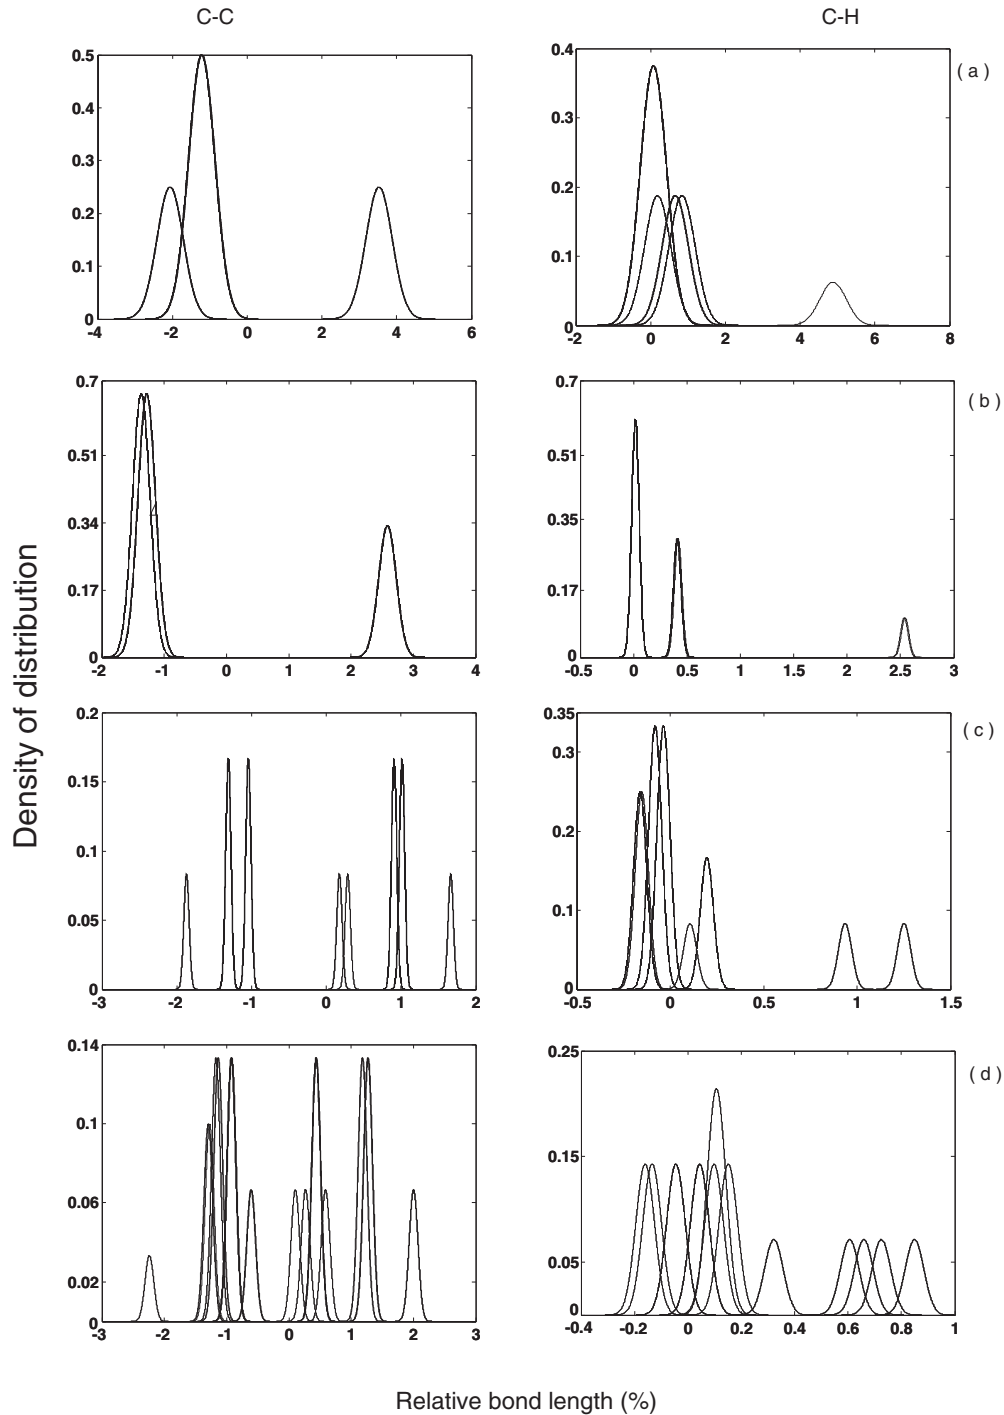 C-C
C-H
0.5
0.4
0.3
0.2
0.1
0
-4 -2 0 2 4 6
0.4
0.3
0.2
0.1
0
-2 0 2 4 6 8
( a )
0.7
0.51
0.34
0.17
0
-2 -1 0 1 2 3 4
0.7
0.51
0.35
0.17
0
-0.5 0 0.5 1 1.5 2 2.5 3
( b )
Density of distribution
0.2
0.15
0.1
0.05
0
-3 -2 -1 0 1 2
0.35
0.3
0.2
0.1
0
-0.5 0 0.5 1 1.5
( c )
0.14
0.1
0.06
0.02
0
-3 -2 -1 0 1 2 3
0.25
0.15
0.05
0
-0.4 -0.2 0 0.2 0.4 0.6 0.8 1
( d )
Relative bond length (%)